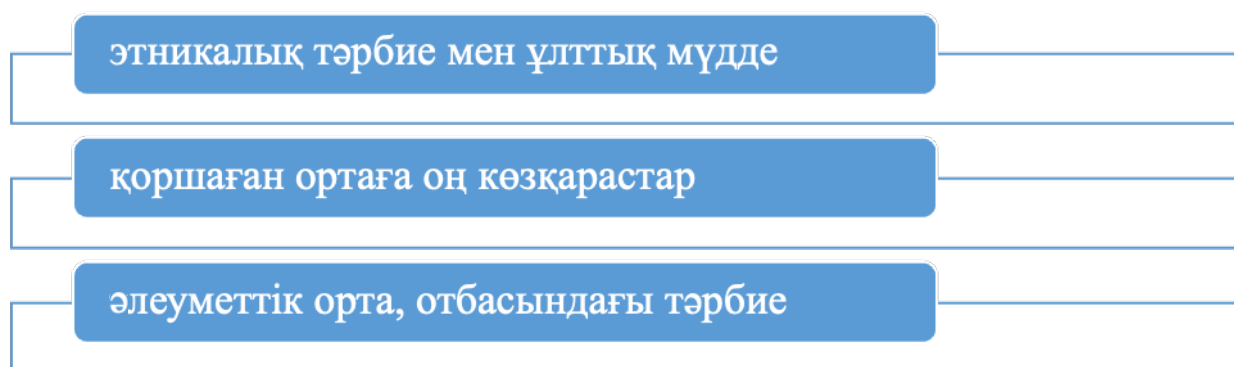 этникалық тәрбие мен ұлттық мүдде
қоршаған ортаға оң көзқарастар
әлеуметтік орта, отбасындағы тәрбие